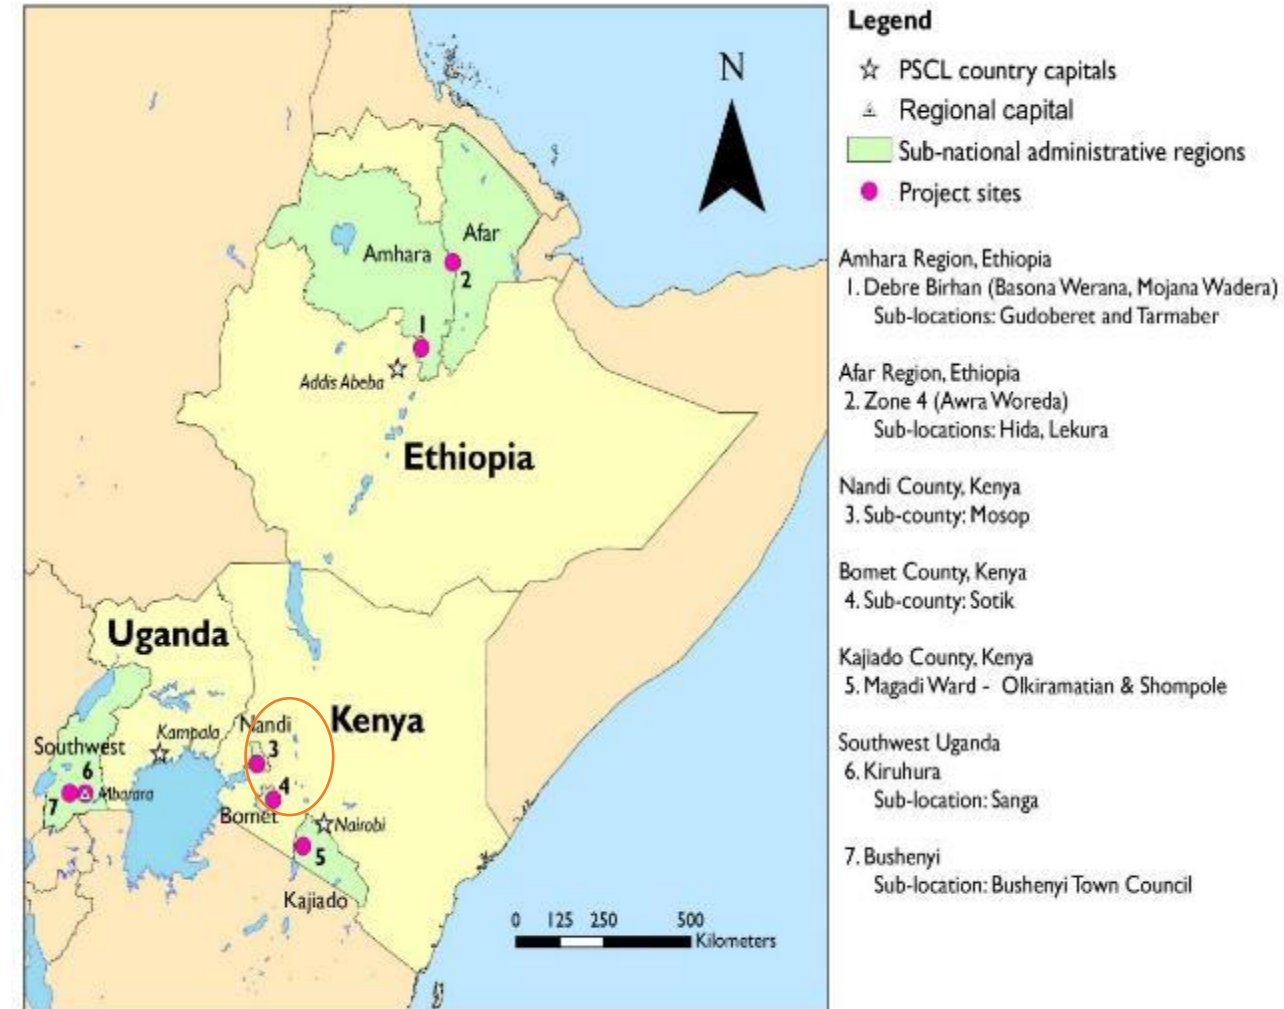 Legend
N
PSCL country capitals
Regional capital
Sub-national administrative regions
Project sites
Afar
Amhara
2
1
Addis Abeba
Ethiopia
Amhara Region, Ethiopia
1. Debre Birhan (Basona Werana, Mojana Wadera)
Sub-locations: Gudoberet and Tarmaber
Afar Region, Ethiopia
2. Zone 4 (Awra Woreda)
Sub-locations: Hida, Lekura
Nandi County, Kenya
3. Sub-county: Mosop
Bomet County, Kenya
4. Sub-county: Sotik
Kajiado County, Kenya
5. Magadi Ward - Olkiramatian & Shompole
Southwest Uganda
6. Kiruhura
Sub-location: Sanga
7. Bushenyi
Sub-location: Bushenyi Town Council
Uganda
Kenya
Nandi
Kampala
Southwest
3
6
4
7
Mbarara
Bomet
Nairobi
5
Kajiado
0 125 250 500
Kilometers